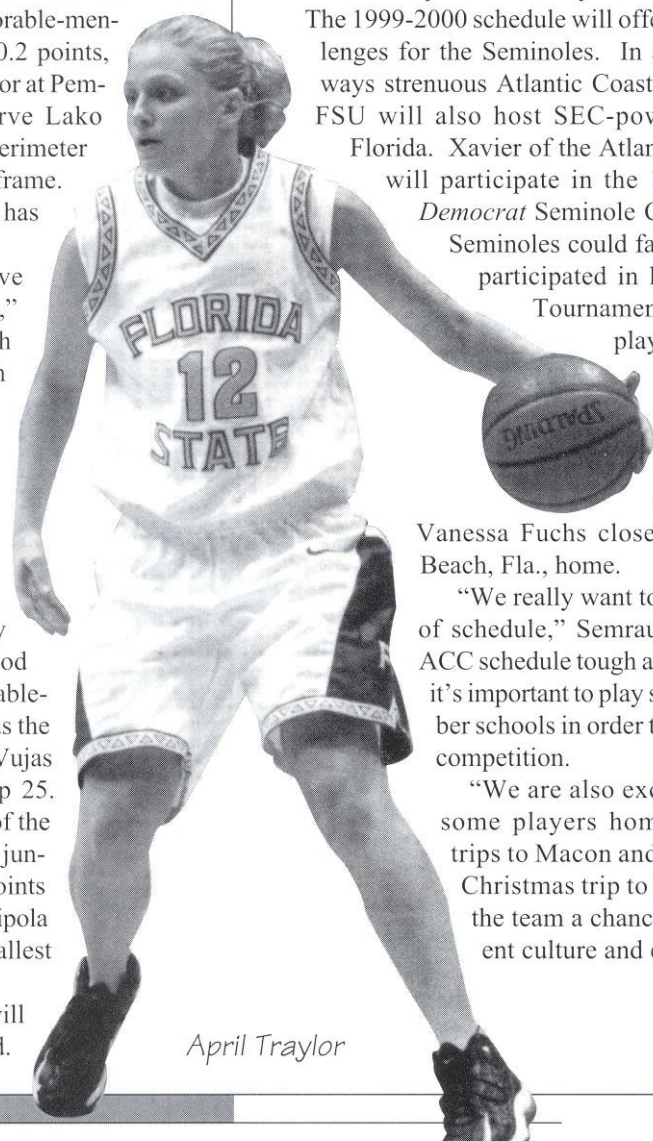 orable-men-
0.2 points,
or at Pem-
rve Lako
erimeter
frame.
has
ve
,"
h
n
y
od
able-
s the
Vujas
p 25.
of the
jun-
oints
ipola
allest
ill
d.
FLORIDA
12
STATE
SPALDING
April Traylor
The 1999-2000 schedule will offe
lenges for the Seminoles. In
ways strenuous Atlantic Coast
FSU will also host SEC-pow
Florida. Xavier of the Atlan
will participate in the
Democrat Seminole C
Seminoles could fa
participated in
Tournamen
play
Vanessa Fuchs close
Beach, Fla., home.
"We really want to
of schedule," Semrau
ACC schedule tough a
it's important to play s
ber schools in order t
competition.
"We are also exc
some players hom
trips to Macon and
Christmas trip to
the team a chanc
ent culture and